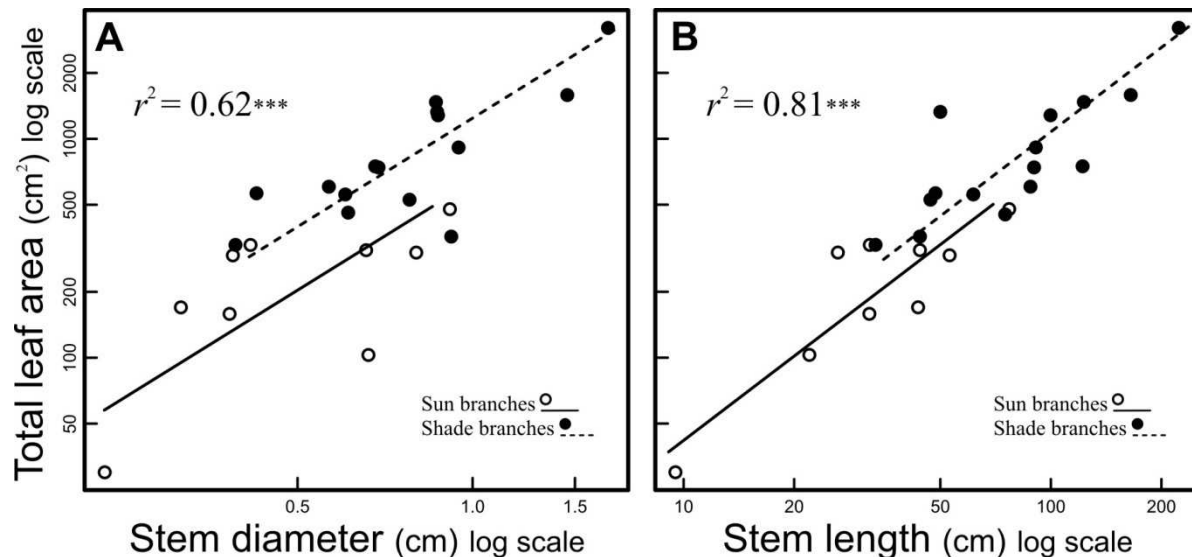 A
r² = 0.62***
Total leaf area (cm²) log scale
2000
1000
500
200
100
50
Sun branches
Shade branches
0.5 1.0 1.5
Stem diameter (cm) log scale
B
r² = 0.81***
Sun branches
Shade branches
10 20 50 100 200
Stem length (cm) log scale